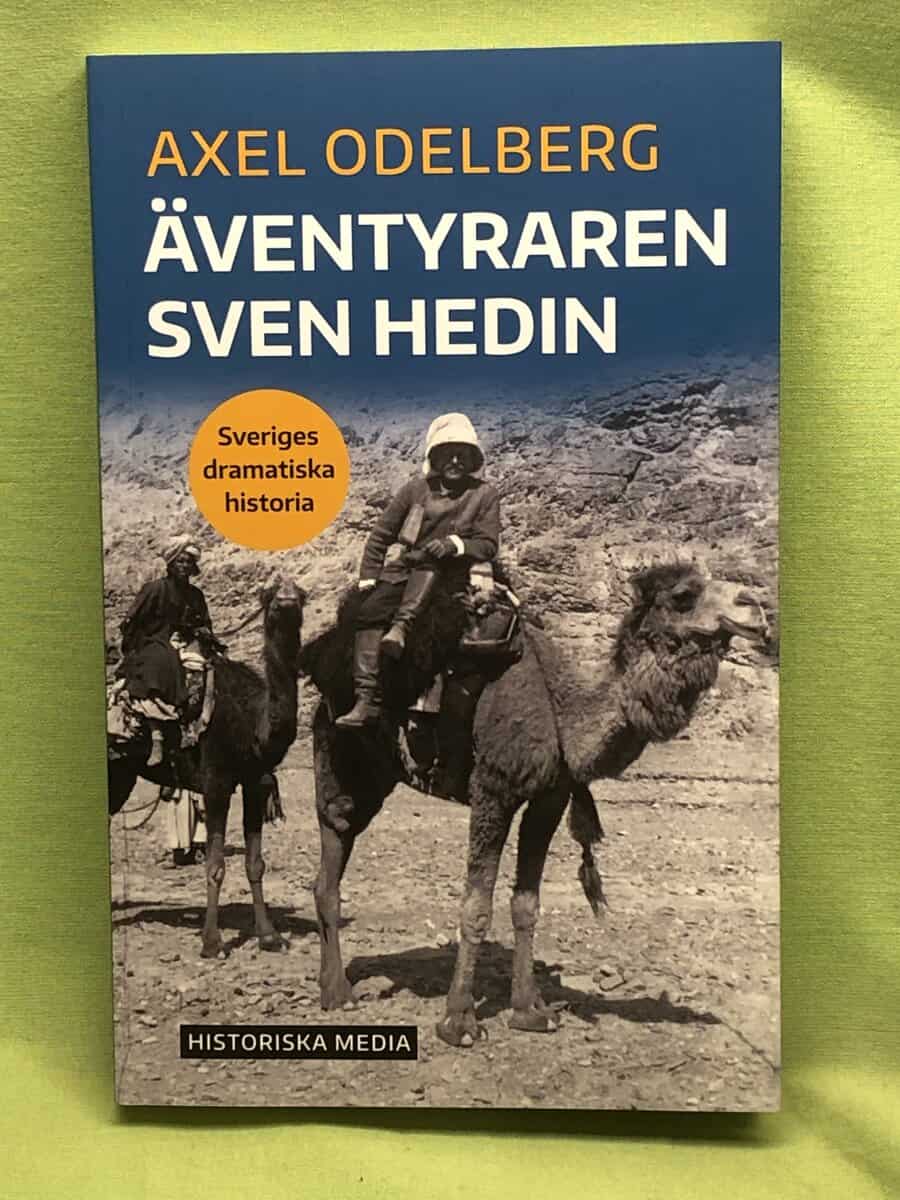 AXEL ODELBERG
ÄVENTYRAREN
SVEN HEDIN
Sveriges
dramatiska
historia
HISTORISKA MEDIA